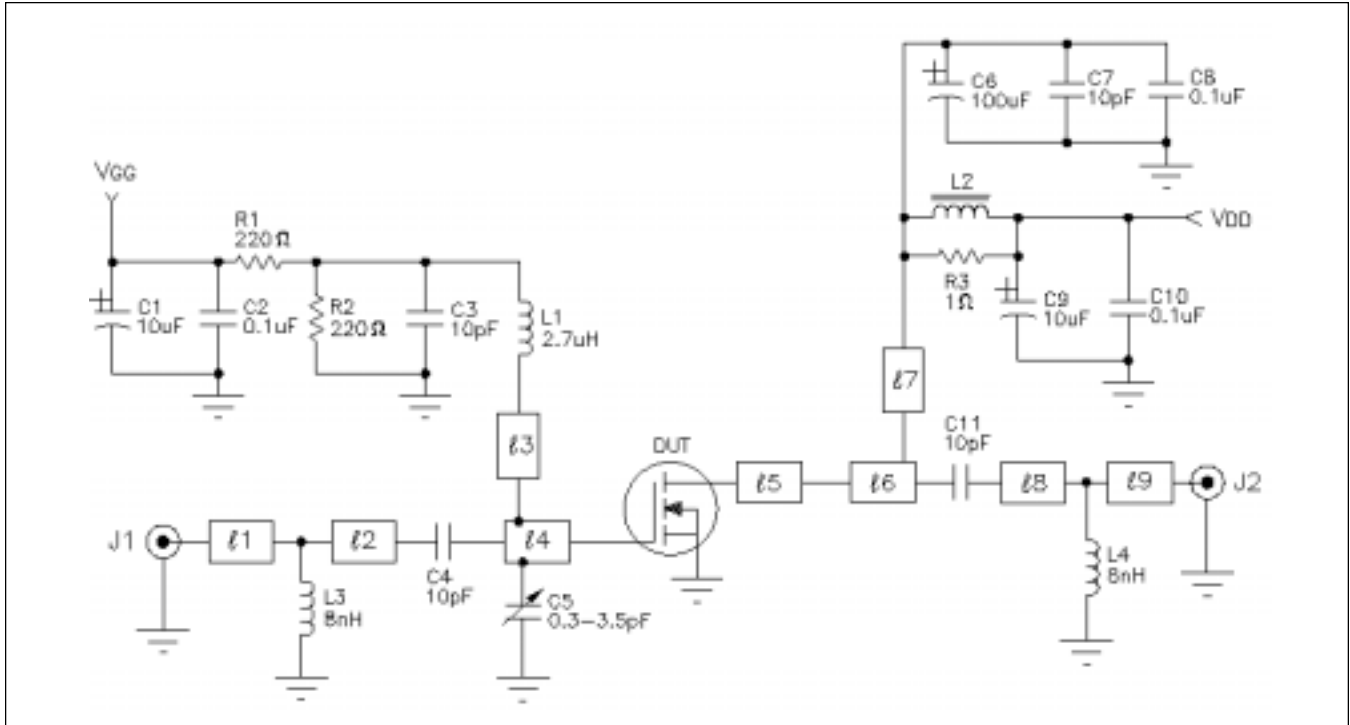 C6
100uF
C7
10pF
C8
0.1uF
VGG
L2
VDD
R1
220Ω
R3
1Ω
C1
10uF
C2
0.1uF
R2
220Ω
C3
10pF
L1
2.7uH
C9
10uF
C10
0.1uF
ℓ7
ℓ3
DUT
C11
10pF
ℓ5
ℓ6
ℓ8
ℓ9
J2
J1
ℓ1
ℓ2
ℓ4
C4
10pF
L3
8nH
C5
0.3-3.5pF
L4
8nH